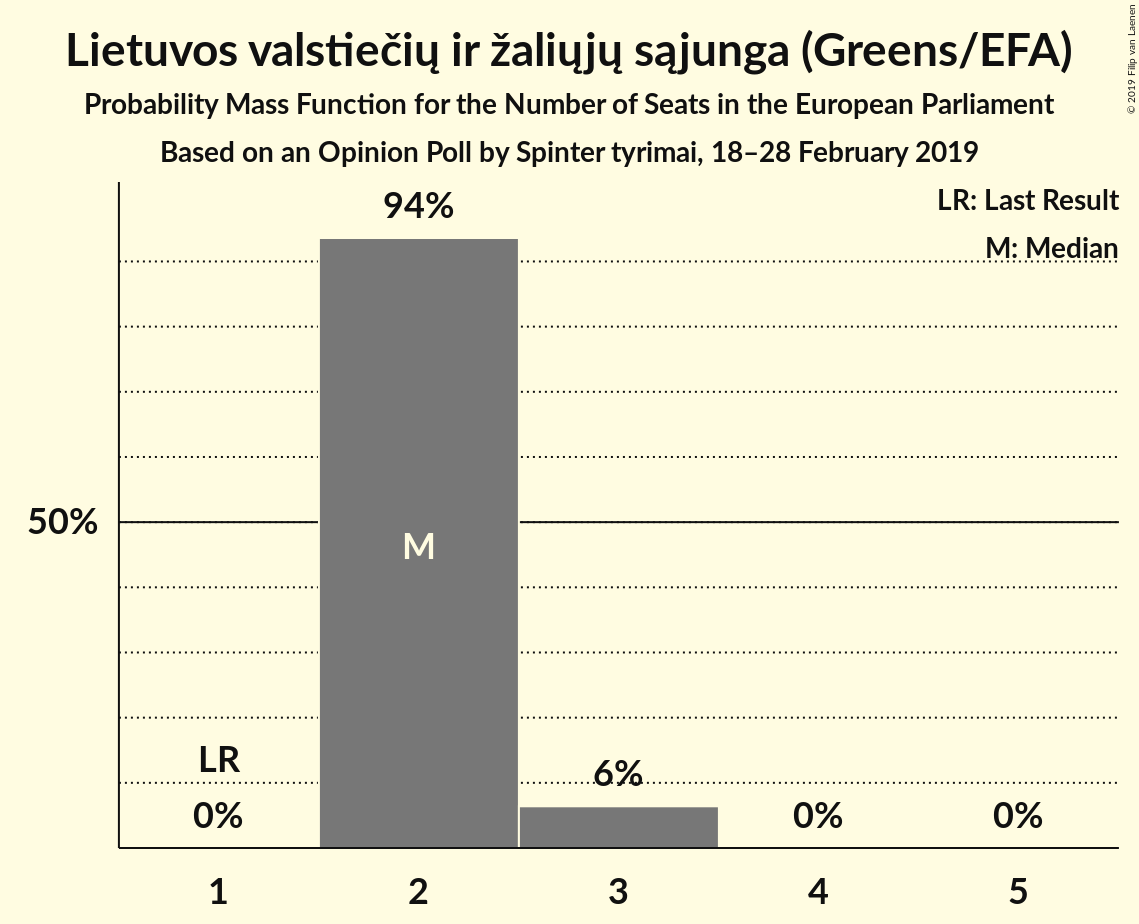 Lietuvos valstiečių ir žaliųjų sąjunga (Greens/EFA)
Probability Mass Function for the Number of Seats in the European Parliament
Based on an Opinion Poll by Spinter tyrimai, 18–28 February 2019
© 2019 Filip van Laenen
LR: Last Result
M: Median
94%
50%
M
LR
6%
0%
0%
0%
1
2
3
4
5